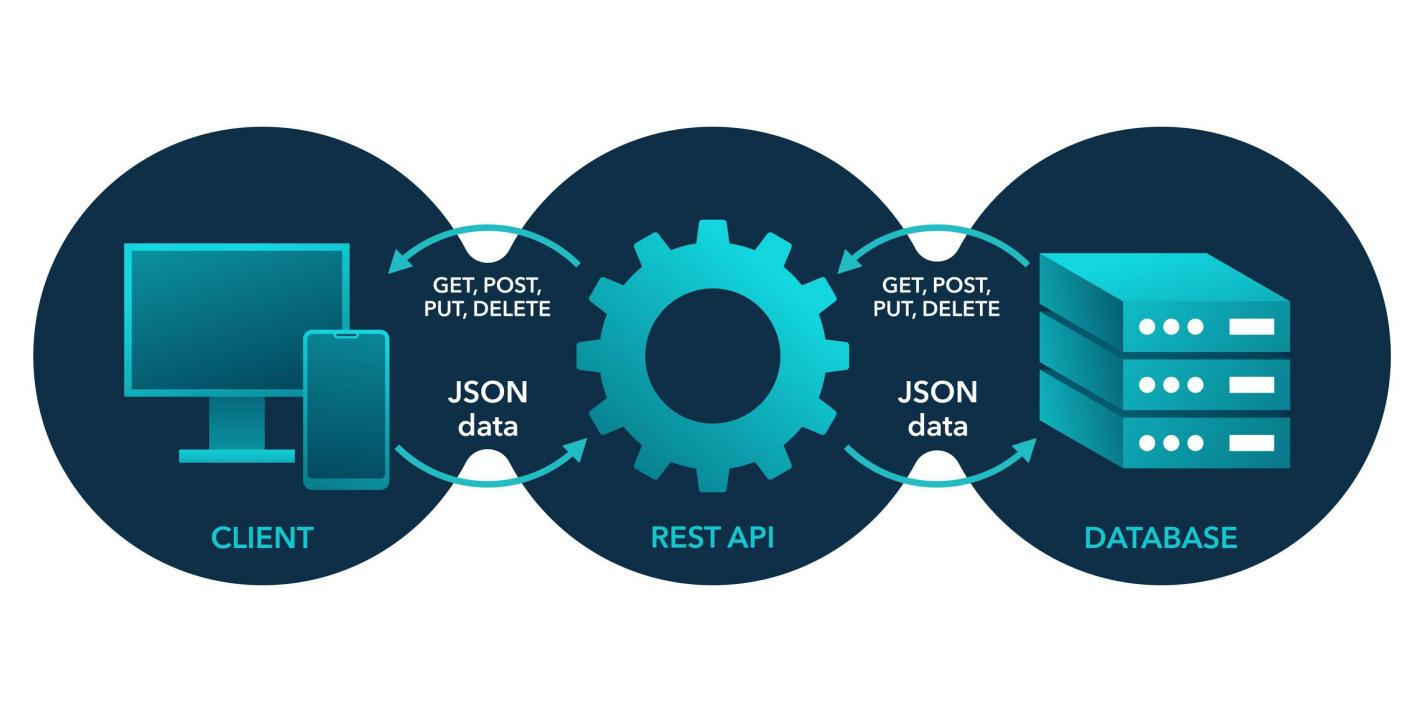 GET, POST,
PUT, DELETE
JSON
data
CLIENT
REST API
GET, POST,
PUT, DELETE
JSON
data
DATABASE